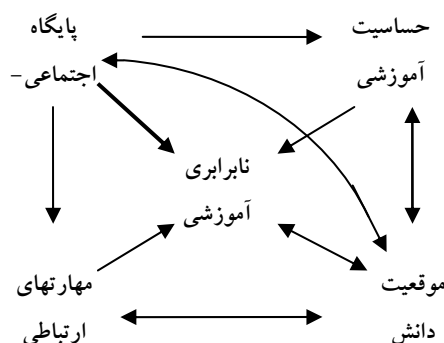 پایگاه
اجتماعی-
حساسیت
آموزشی
نابرابری
آموزشی
مهارتهای
ارتباطی
موقعیت
دانش